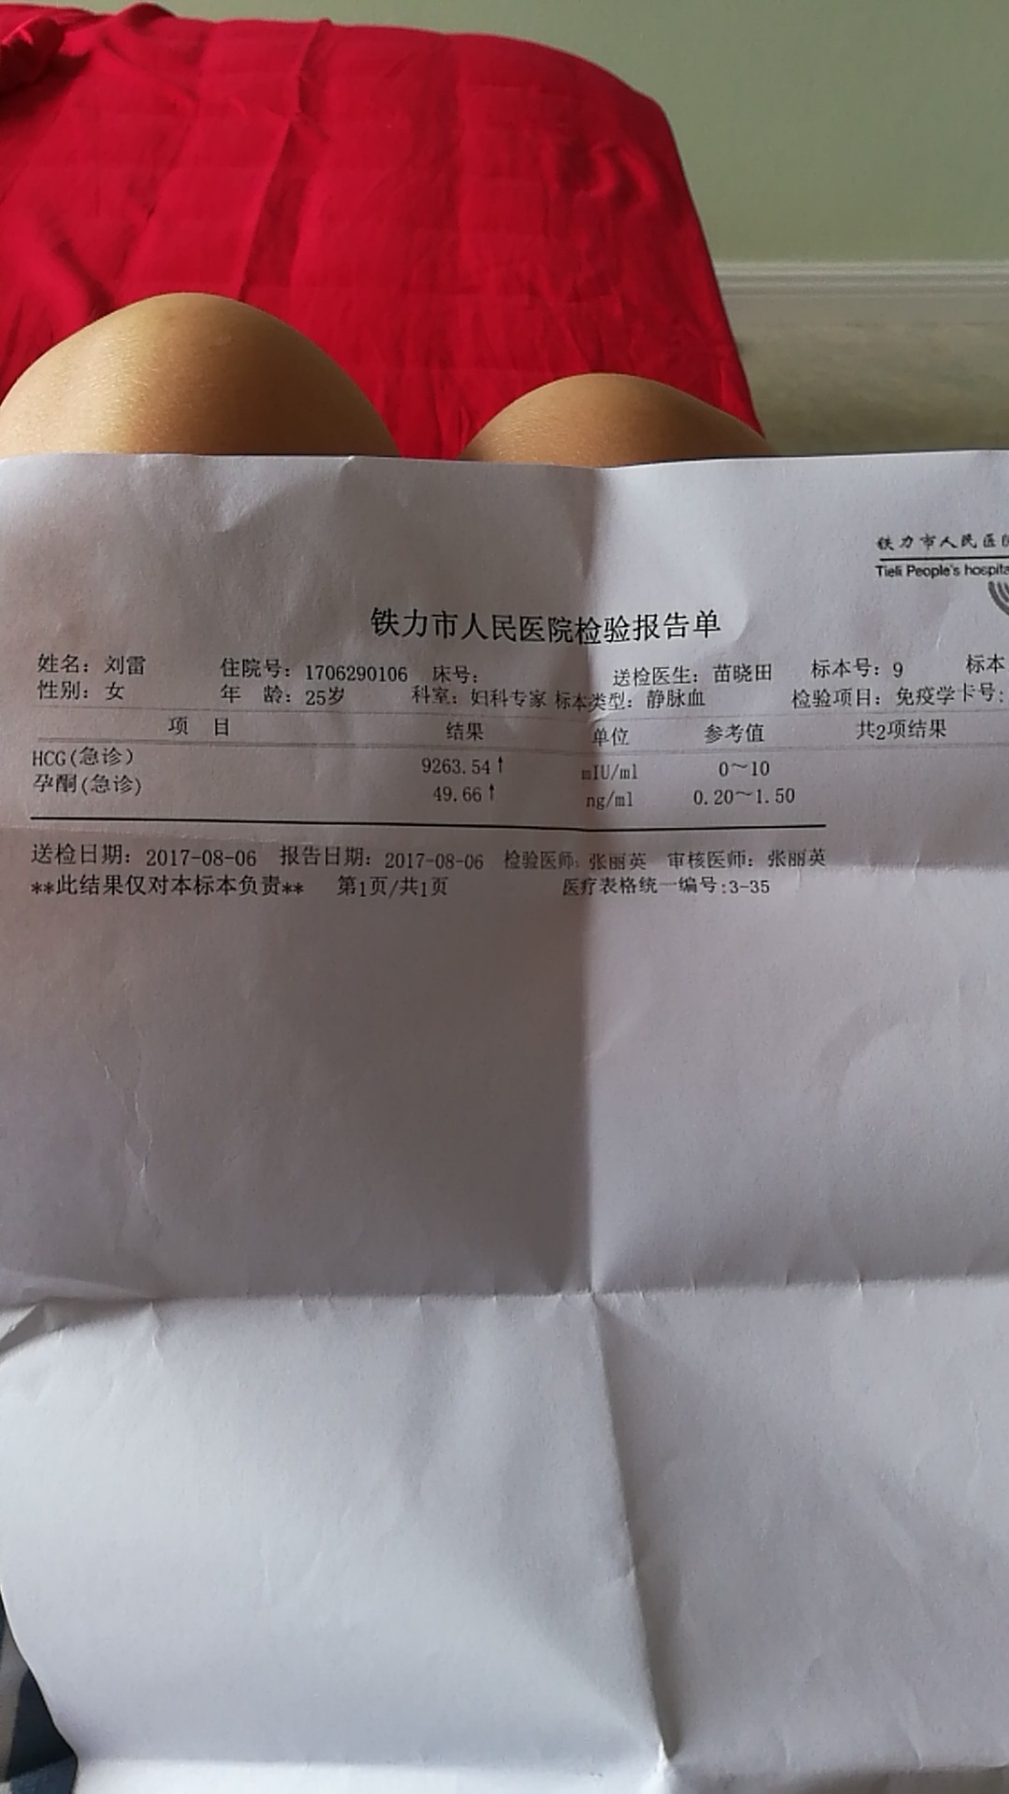 铁力市人民医
Tieli People's hospita
铁力市人民医院检验报告单
姓名：刘雷 住院号：1706290106 床号： 送检医生：苗晓田 标本号：9 标本
性别：女 年 龄：25岁 科室：妇科专家 标本类型：静脉血 检验项目：免疫学卡号：
项 目 结果 单位 参考值 共2项结果
HCG(急诊) 9263.54↑ mIU/ml 0～10
孕酮(急诊) 49.66↑ ng/ml 0.20～1.50
送检日期：2017-08-06 报告日期：2017-08-06 检验医师：张丽英 审核医师：张丽英
**此结果仅对本标本负责** 第1页/共1页 医疗表格统一编号:3-35